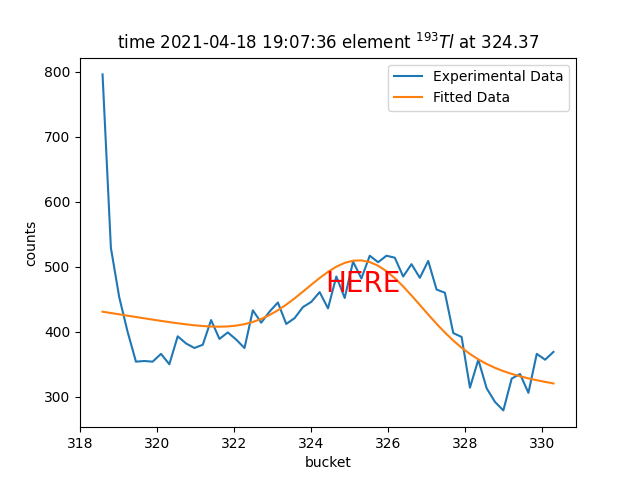 time 2021-04-18 19:07:36 element ¹⁹³Tl at 324.37
Experimental Data
Fitted Data
HERE
counts
800
700
600
500
400
300
318 320 322 324 326 328 330
bucket